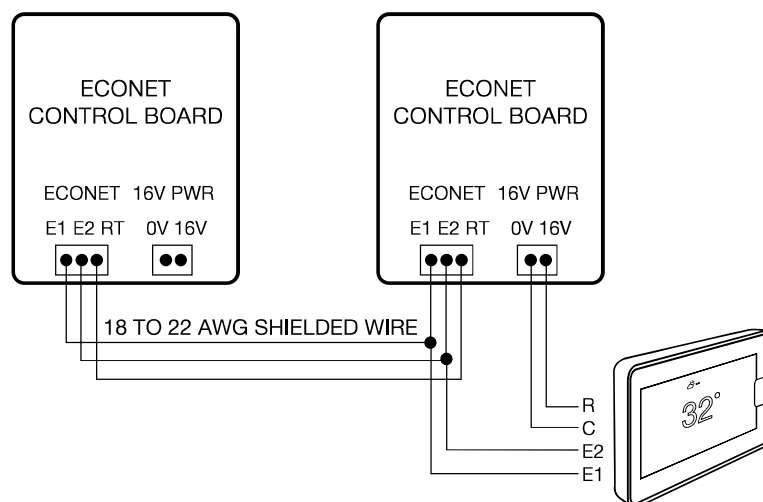 ECONET
CONTROL BOARD
ECONET 16V PWR
E1 E2 RT 0V 16V
ECONET
CONTROL BOARD
ECONET 16V PWR
E1 E2 RT 0V 16V
18 TO 22 AWG SHIELDED WIRE
R
C
E2
E1
32°